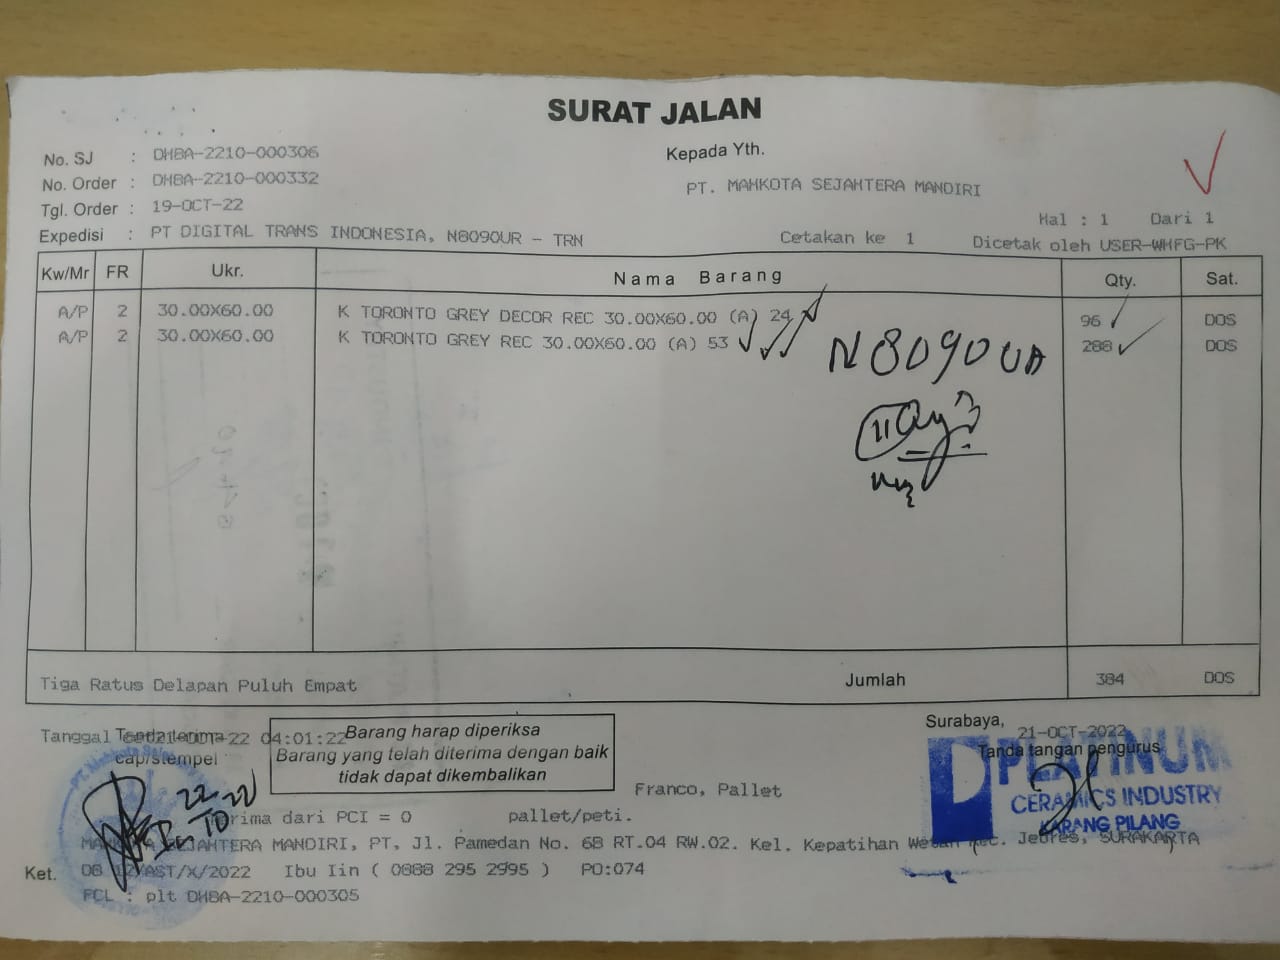 SURAT JALAN
No. SJ : DHBA-2210-000306
No. Order : DHBA-2210-000332
Tgl. Order : 19-OCT-22
Expedisi : PT DIGITAL TRANS INDONESIA, N8090UR - TRN
Kepada Yth.
PT. MAHKOTA SEJAHTERA MANDIRI
Hal : 1 Dari 1
Cetakan ke 1 Dicetak oleh USER-WHFG-PK
Kw/Mr FR Ukr. Nama Barang Qty. Sat.
A/P 2 30.00X60.00 K TORONTO GREY DECOR REC 30.00X60.00 (A) 24 96 DOS
A/P 2 30.00X60.00 K TORONTO GREY REC 30.00X60.00 (A) 53 288 DOS
N8090UA
Tiga Ratus Delapan Puluh Empat Jumlah 384 DOS
Tanggal 21-OCT-22 04:01:22
Tanda terima
cap/stempel
Barang harap diperiksa
Barang yang telah diterima dengan baik
tidak dapat dikembalikan
Surabaya,
21-OCT-2022
Tanda tangan pengurus
PLATINUM
CERAMICS INDUSTRY
KARANG PILANG
Franco, Pallet
22/10 22
dari PCI = 0 pallet/peti.
SEJAHTERA MANDIRI, PT, Jl. Pamedan No. 6B RT.04 RW.02. Kel. Kepatihan Wetan Kec. Jebres, SURAKARTA
Ket. 08 /AST/X/2022 Ibu Iin ( 0888 295 2995 ) PO:074
FCL : plt DHBA-2210-000305